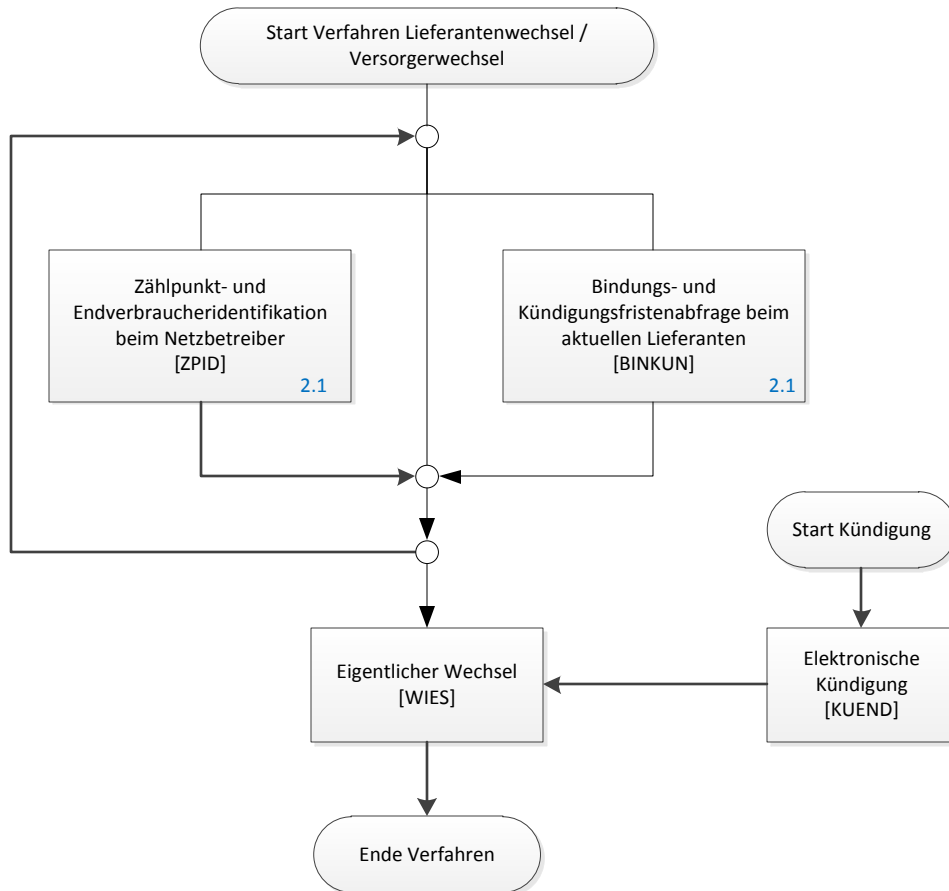 Start Verfahren Lieferantenwechsel /
Versorgerwechsel
Zählpunkt- und
Endverbraucheridentifikation
beim Netzbetreiber
[ZPID]
2.1
Bindungs- und
Kündigungsfristenabfrage beim
aktuellen Lieferanten
[BINKUN]
2.1
Start Kündigung
Eigentlicher Wechsel
[WIES]
Elektronische
Kündigung
[KUEND]
Ende Verfahren